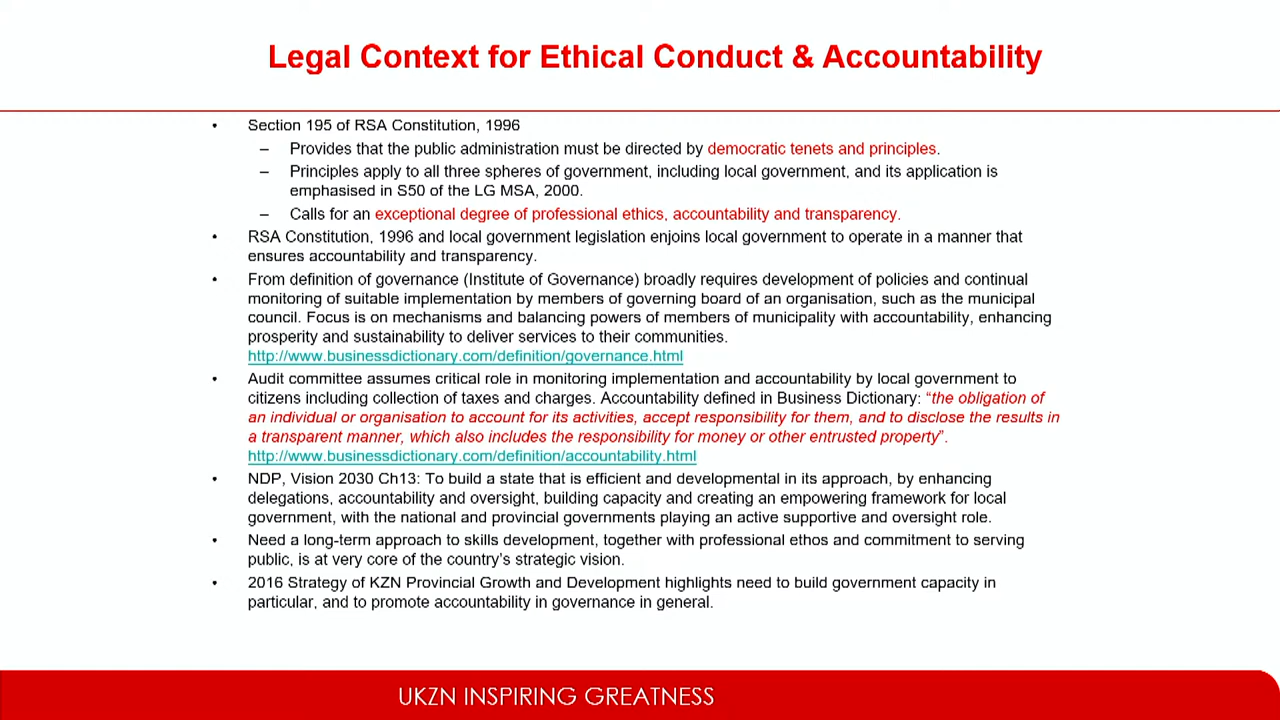 Legal Context for Ethical Conduct & Accountability
• Section 195 of RSA Constitution, 1996
– Provides that the public administration must be directed by democratic tenets and principles.
– Principles apply to all three spheres of government, including local government, and its application is
emphasised in S50 of the LG MSA, 2000.
– Calls for an exceptional degree of professional ethics, accountability and transparency.
• RSA Constitution, 1996 and local government legislation enjoins local government to operate in a manner that
ensures accountability and transparency.
• From definition of governance (Institute of Governance) broadly requires development of policies and continual
monitoring of suitable implementation by members of governing board of an organisation, such as the municipal
council. Focus is on mechanisms and balancing powers of members of municipality with accountability, enhancing
prosperity and sustainability to deliver services to their communities.
http://www.businessdictionary.com/definition/governance.html
• Audit committee assumes critical role in monitoring implementation and accountability by local government to
citizens including collection of taxes and charges. Accountability defined in Business Dictionary: “the obligation of
an individual or organisation to account for its activities, accept responsibility for them, and to disclose the results in
a transparent manner, which also includes the responsibility for money or other entrusted property”.
http://www.businessdictionary.com/definition/accountability.html
• NDP, Vision 2030 Ch13: To build a state that is efficient and developmental in its approach, by enhancing
delegations, accountability and oversight, building capacity and creating an empowering framework for local
government, with the national and provincial governments playing an active supportive and oversight role.
• Need a long-term approach to skills development, together with professional ethos and commitment to serving
public, is at very core of the country’s strategic vision.
• 2016 Strategy of KZN Provincial Growth and Development highlights need to build government capacity in
particular, and to promote accountability in governance in general.
UKZN INSPIRING GREATNESS